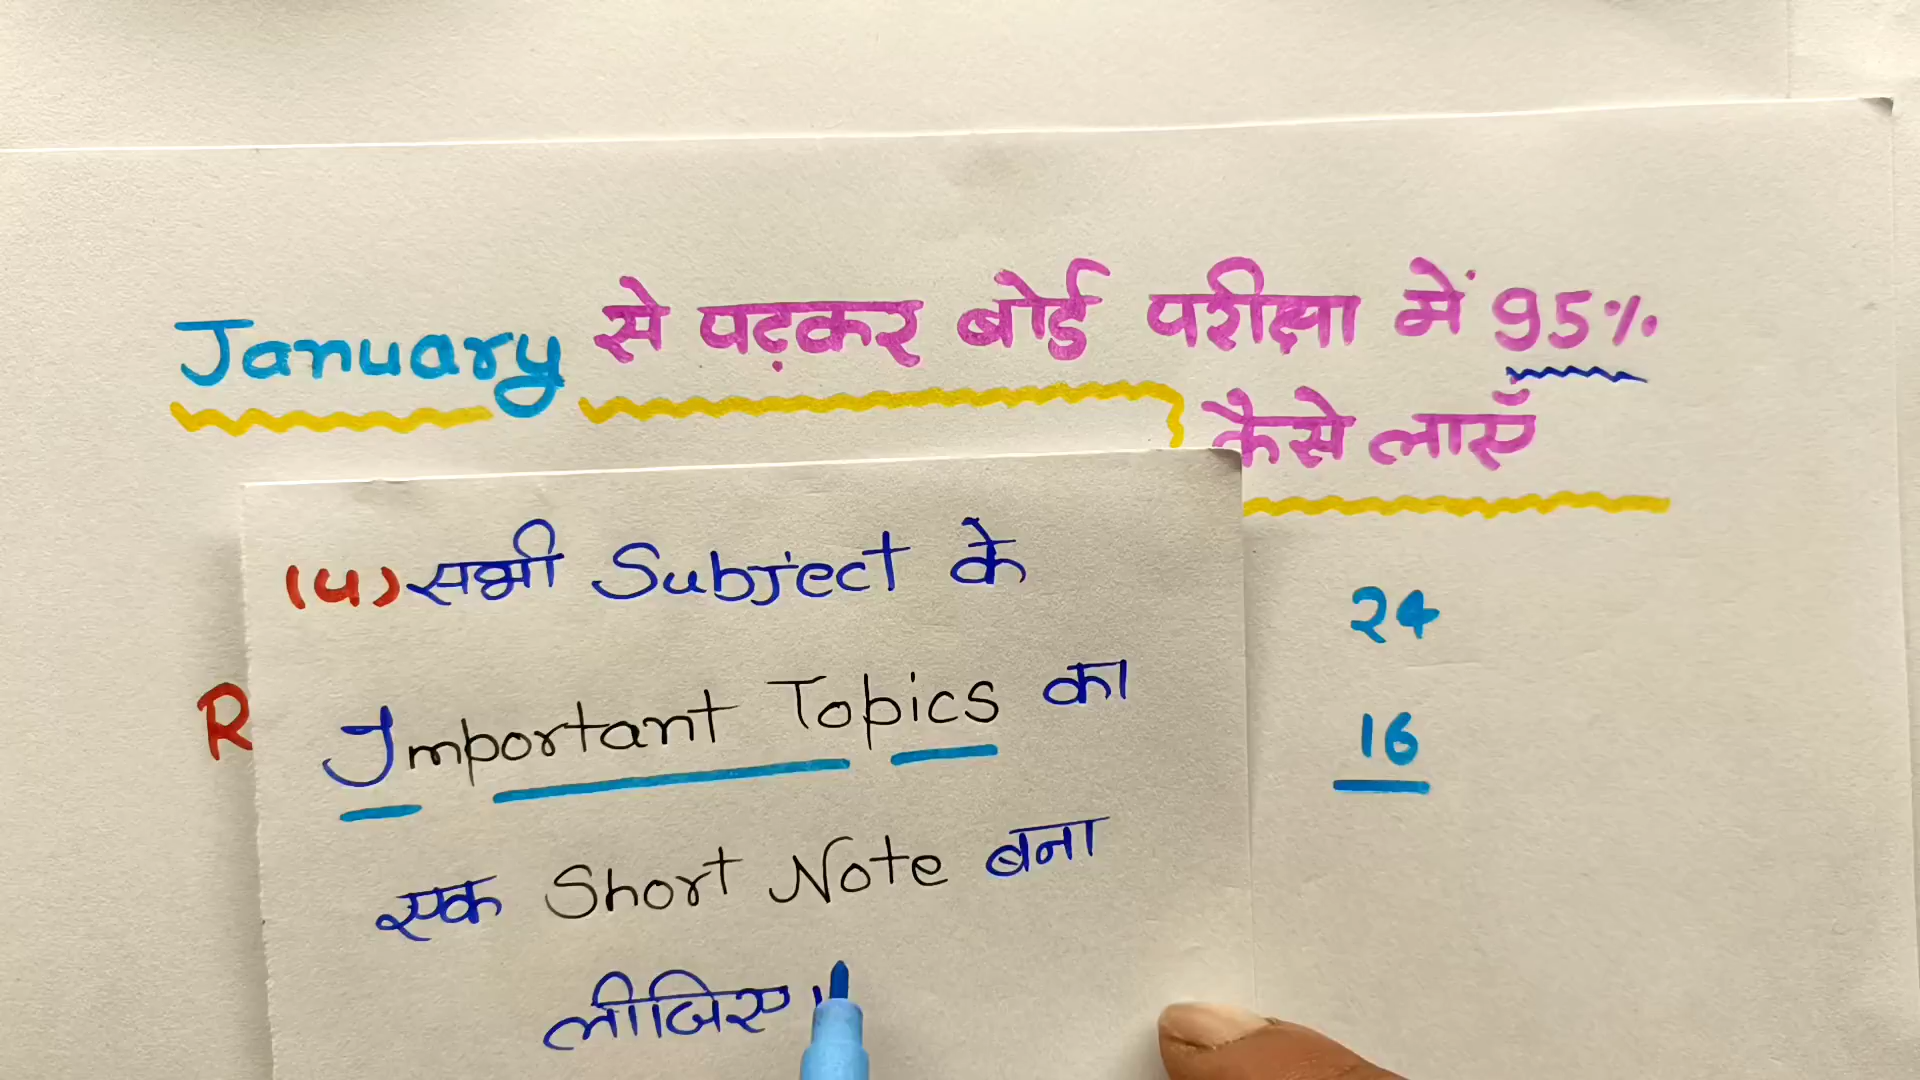 January से पढ़कर बोर्ड परीक्षा में 95%
कैसे लाएँ
(4) सभी Subject के
Important Topics का
एक Short Note बना
लीजिए।
24
R
16